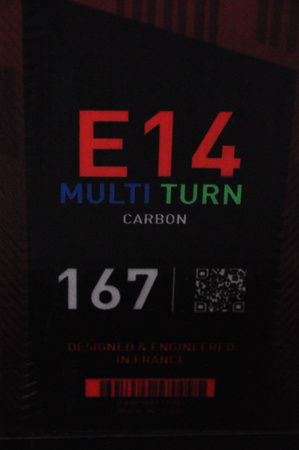 E14
MULTI TURN
CARBON
167
DESIGNED & ENGINEERED
IN FRANCE